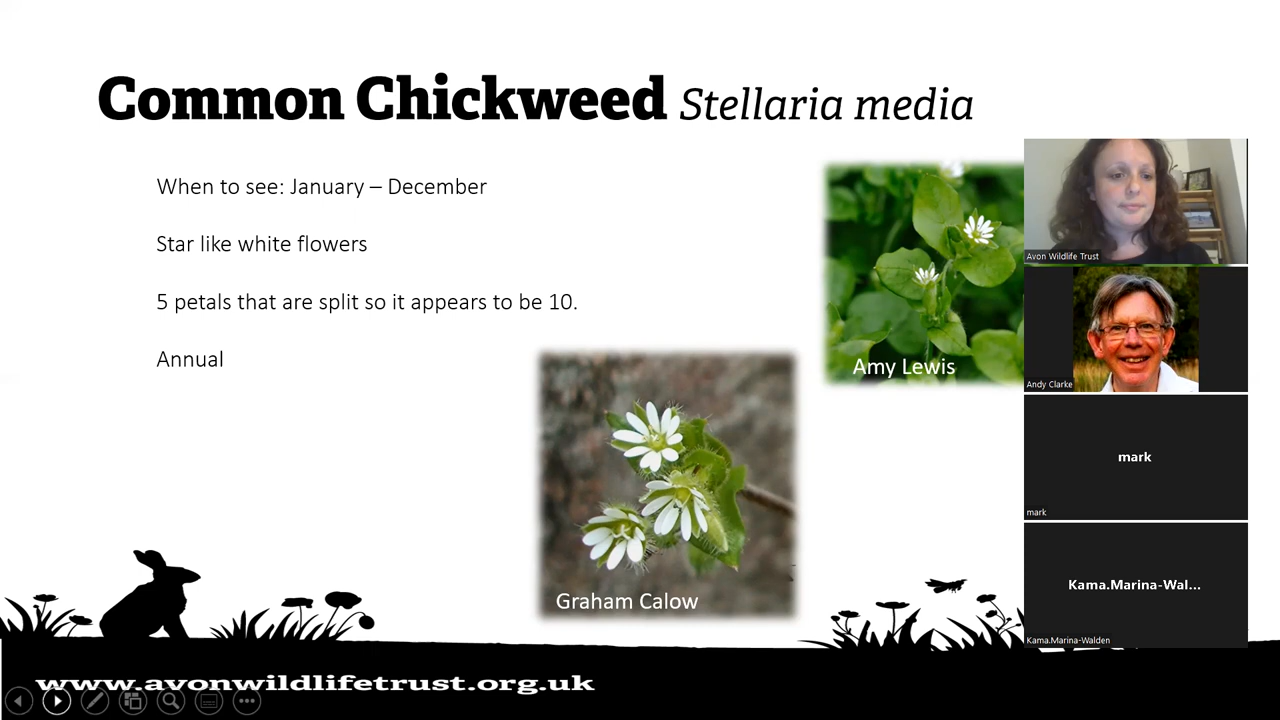 Common Chickweed Stellaria media
When to see: January – December
Star like white flowers
5 petals that are split so it appears to be 10.
Annual
Amy Lewis
Graham Calow
Avon Wildlife Trust
Andy Clarke
mark
mark
Kama.Marina-Wal...
Kama.Marina-Walden
www.avonwildlifetrust.org.uk